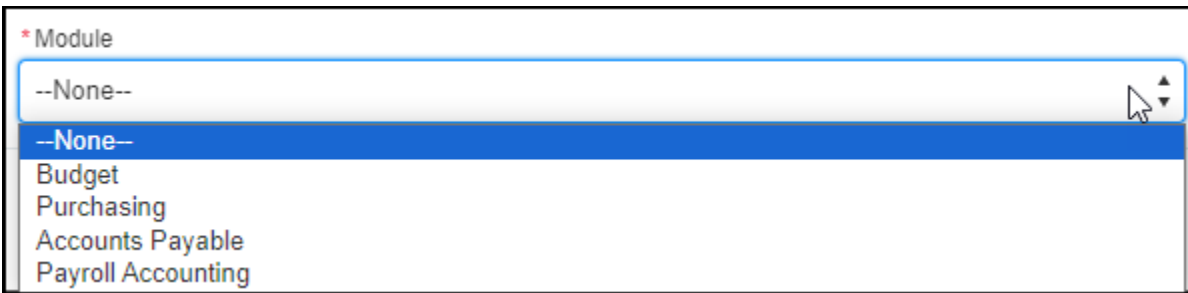 *Module
--None--
--None--
Budget
Purchasing
Accounts Payable
Payroll Accounting